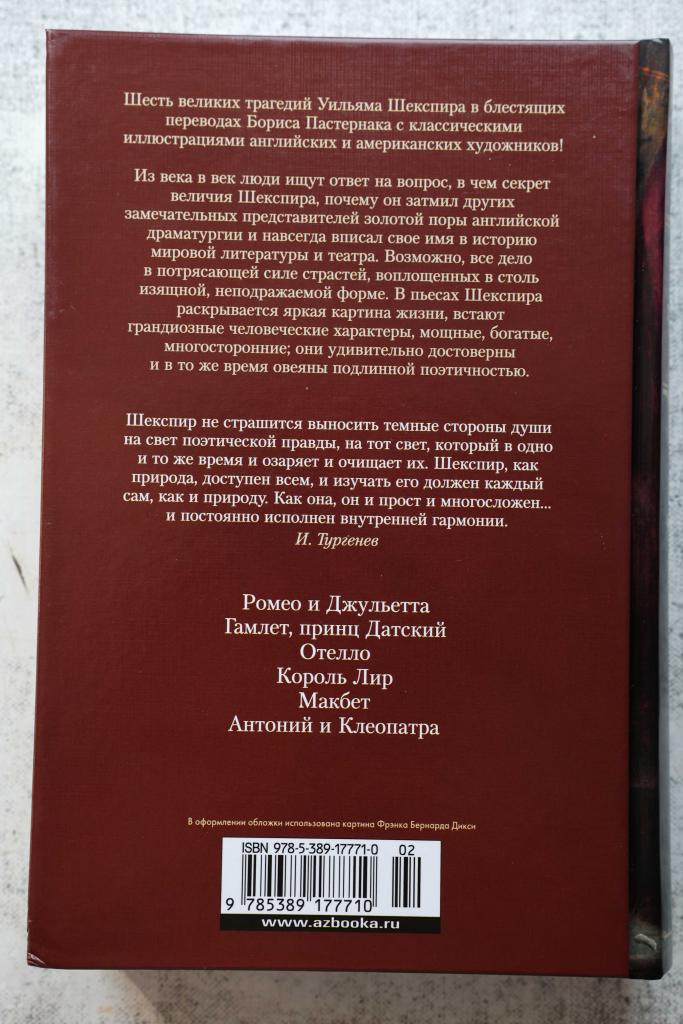 Шесть великих трагедий Уильяма Шекспира в блестящих
переводах Бориса Пастернака с классическими
иллюстрациями английских и американских художников!
Из века в век люди ищут ответ на вопрос, в чем секрет
величия Шекспира, почему он затмил других
замечательных представителей золотой поры английской
драматургии и навсегда вписал свое имя в историю
мировой литературы и театра. Возможно, все дело
в потрясающей силе страстей, воплощенных в столь
изящной, неподражаемой форме. В пьесах Шекспира
раскрывается яркая картина жизни, встают
грандиозные человеческие характеры, мощные, богатые,
многосторонние; они удивительно достоверны
и в то же время овеяны подлинной поэтичностью.
Шекспир не страшится выносить темные стороны души
на свет поэтической правды, на тот свет, который в одно
и то же время и озаряет и очищает их. Шекспир, как
природа, доступен всем, и изучать его должен каждый
сам, как и природу. Как она, он и прост и многосложен...
и постоянно исполнен внутренней гармонии.
И. Тургенев
Ромео и Джульетта
Гамлет, принц Датский
Отелло
Король Лир
Макбет
Антоний и Клеопатра
В оформлении обложки использована картина Фрэнка Бернарда Дикси
ISBN 978-5-389-17771-0 02
9 785389 177710
www.azbooka.ru